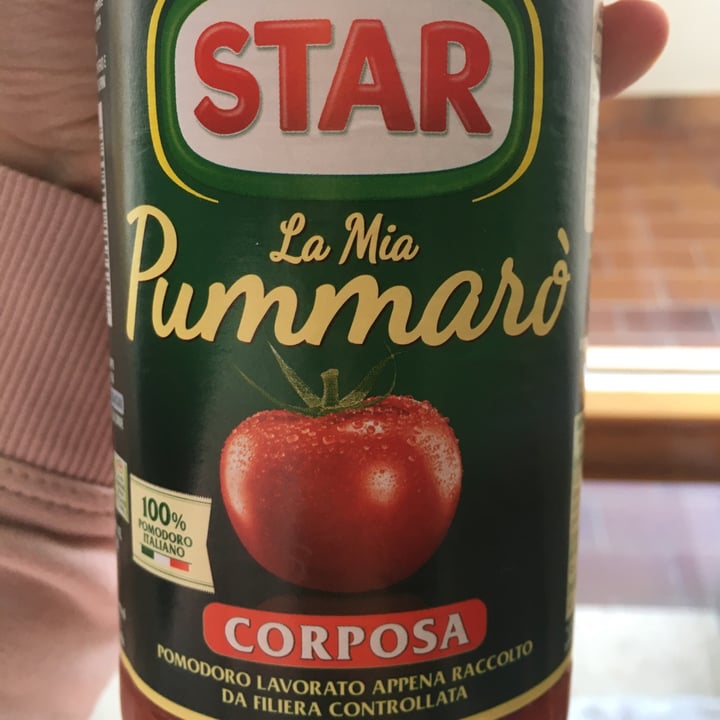 STAR
La Mia
Pummarò
100%
POMODORO
ITALIANO
CORPOSA
POMODORO LAVORATO APPENA RACCOLTO
DA FILIERA CONTROLLATA